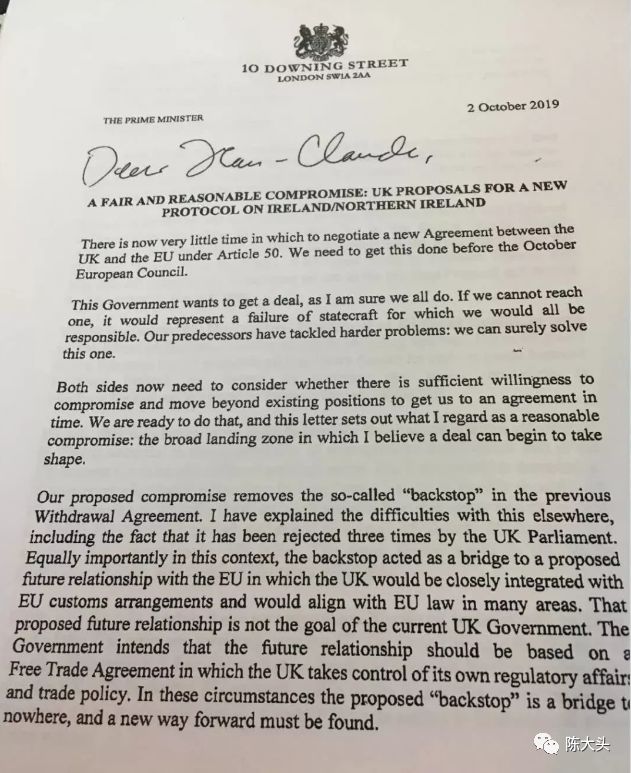 10 DOWNING STREET
LONDON SW1A 2AA
2 October 2019
THE PRIME MINISTER
Dear Jean-Claude,
A FAIR AND REASONABLE COMPROMISE: UK PROPOSALS FOR A NEW
PROTOCOL ON IRELAND/NORTHERN IRELAND
There is now very little time in which to negotiate a new Agreement between the
UK and the EU under Article 50. We need to get this done before the October
European Council.
This Government wants to get a deal, as I am sure we all do. If we cannot reach
one, it would represent a failure of statecraft for which we would all be
responsible. Our predecessors have tackled harder problems: we can surely solve
this one.
Both sides now need to consider whether there is sufficient willingness to
compromise and move beyond existing positions to get us to an agreement in
time. We are ready to do that, and this letter sets out what I regard as a reasonable
compromise: the broad landing zone in which I believe a deal can begin to take
shape.
Our proposed compromise removes the so-called “backstop” in the previous
Withdrawal Agreement. I have explained the difficulties with this elsewhere,
including the fact that it has been rejected three times by the UK Parliament.
Equally importantly in this context, the backstop acted as a bridge to a proposed
future relationship with the EU in which the UK would be closely integrated with
EU customs arrangements and would align with EU law in many areas. That
proposed future relationship is not the goal of the current UK Government. The
Government intends that the future relationship should be based on a
Free Trade Agreement in which the UK takes control of its own regulatory affairs
and trade policy. In these circumstances the proposed “backstop” is a bridge t
nowhere, and a new way forward must be found.
陈大头